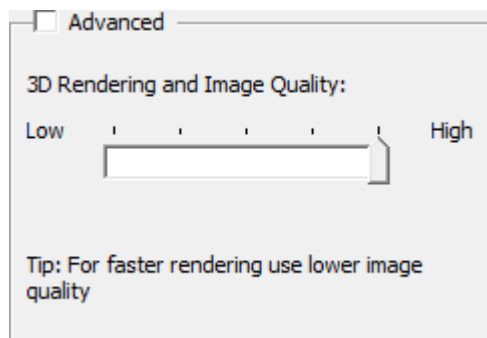 Advanced
3D Rendering and Image Quality:
Low High
Tip: For faster rendering use lower image
quality